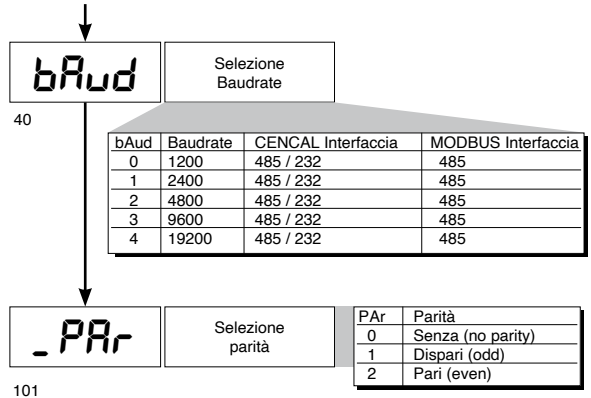 bAud
Selezione
Baudrate
40
bAud Baudrate CENCAL Interfaccia MODBUS Interfaccia
0 1200 485 / 232 485
1 2400 485 / 232 485
2 4800 485 / 232 485
3 9600 485 / 232 485
4 19200 485 / 232 485
_PAr
Selezione
parità
PAr Parità
0 Senza (no parity)
1 Dispari (odd)
2 Pari (even)
101